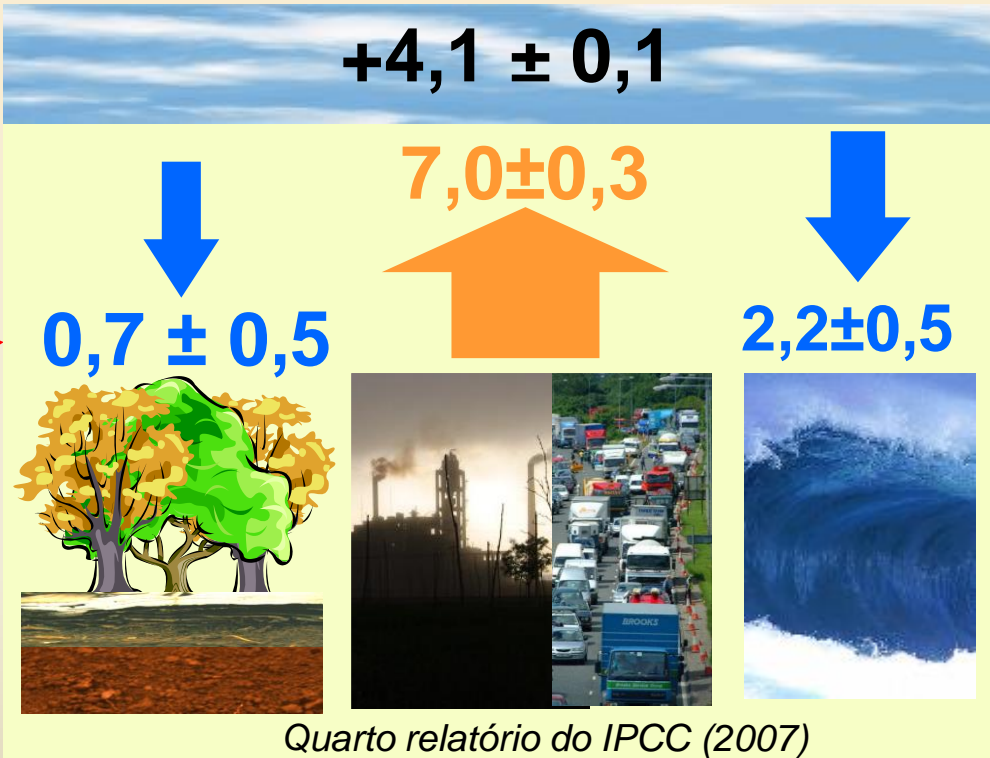 +4,1 ± 0,1
7,0±0,3
0,7 ± 0,5
2,2±0,5
BROOKS
Quarto relatório do IPCC (2007)